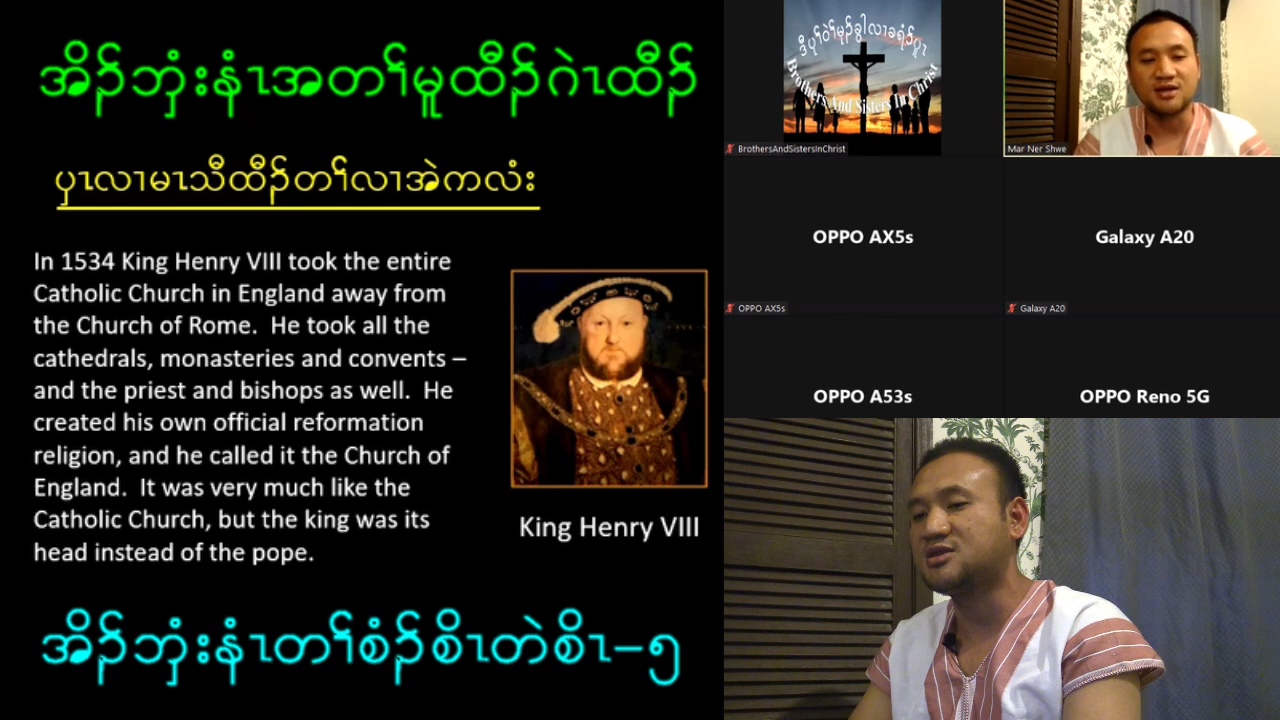 အိၣ်ဘှံးနံၤအတၢ်မူထီၣ်ဂဲၤထီၣ်
ပှၤလၢမၤသီထီၣ်တၢ်လၢအဲကလံး
In 1534 King Henry VIII took the entire
Catholic Church in England away from
the Church of Rome. He took all the
cathedrals, monasteries and convents –
and the priest and bishops as well. He
created his own official reformation
religion, and he called it the Church of
England. It was very much like the
Catholic Church, but the king was its
head instead of the pope.
King Henry VIII
အိၣ်ဘှံးနံၤတၢ်စံၣ်စိၤတဲစိၤ–၅
Brothers And Sisters In Christ
BrothersAndSistersInChrist
Mar Ner Shwe
OPPO AX5s
Galaxy A20
OPPO AX5s
Galaxy A20
OPPO A53s
OPPO Reno 5G